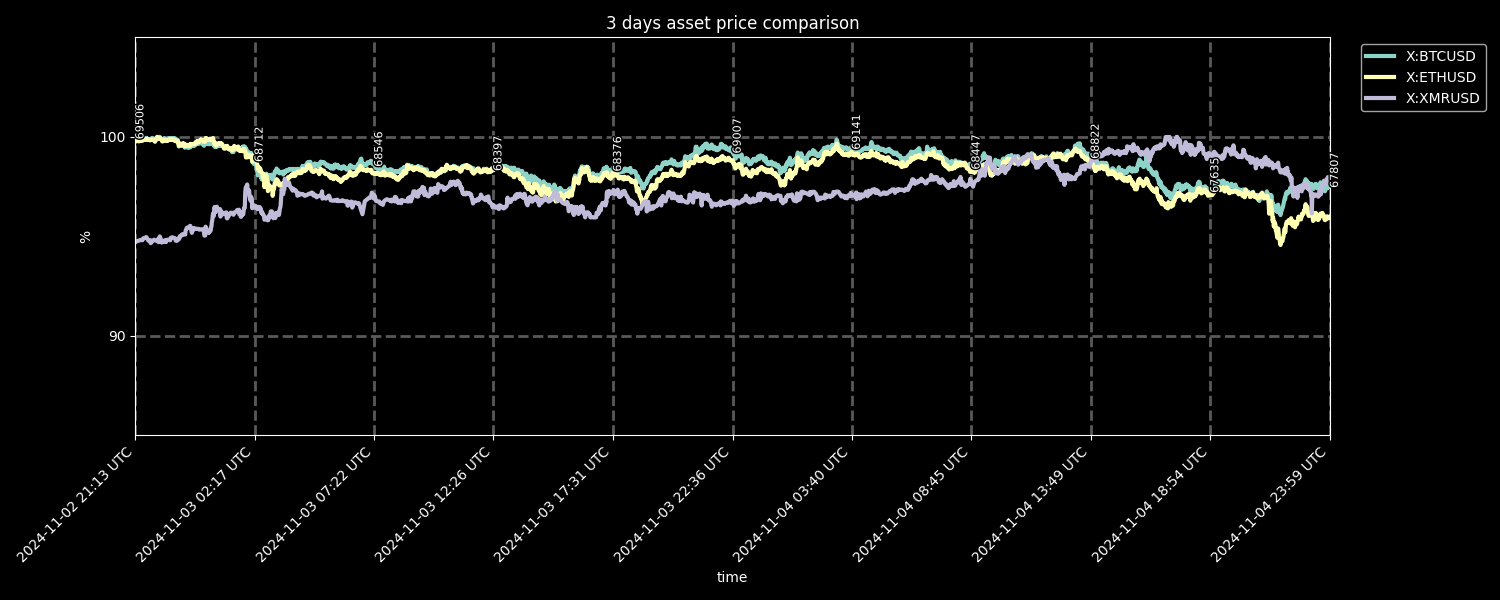 3 days asset price comparison
X:BTCUSD
X:ETHUSD
X:XMRUSD
100
90
%
69506
68712
68546
68397
68376
69007
69141
68447
68822
67635
67807
2024-11-02 21:13 UTC
2024-11-03 02:17 UTC
2024-11-03 07:22 UTC
2024-11-03 12:26 UTC
2024-11-03 17:31 UTC
2024-11-03 22:36 UTC
2024-11-04 03:40 UTC
2024-11-04 08:45 UTC
2024-11-04 13:49 UTC
2024-11-04 18:54 UTC
2024-11-04 23:59 UTC
time